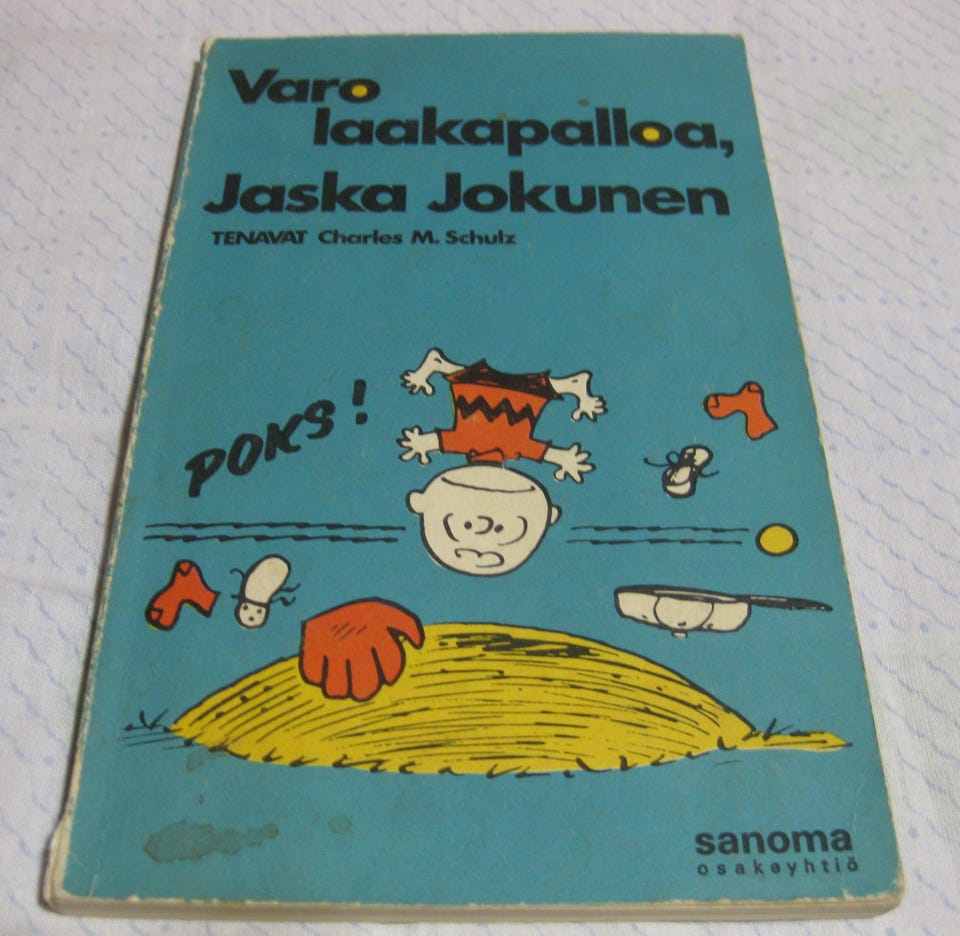 Varo
laakapalloa,
Jaska Jokunen
TENAVAT Charles M. Schulz
POKS!
sanoma
osakeyhtiö